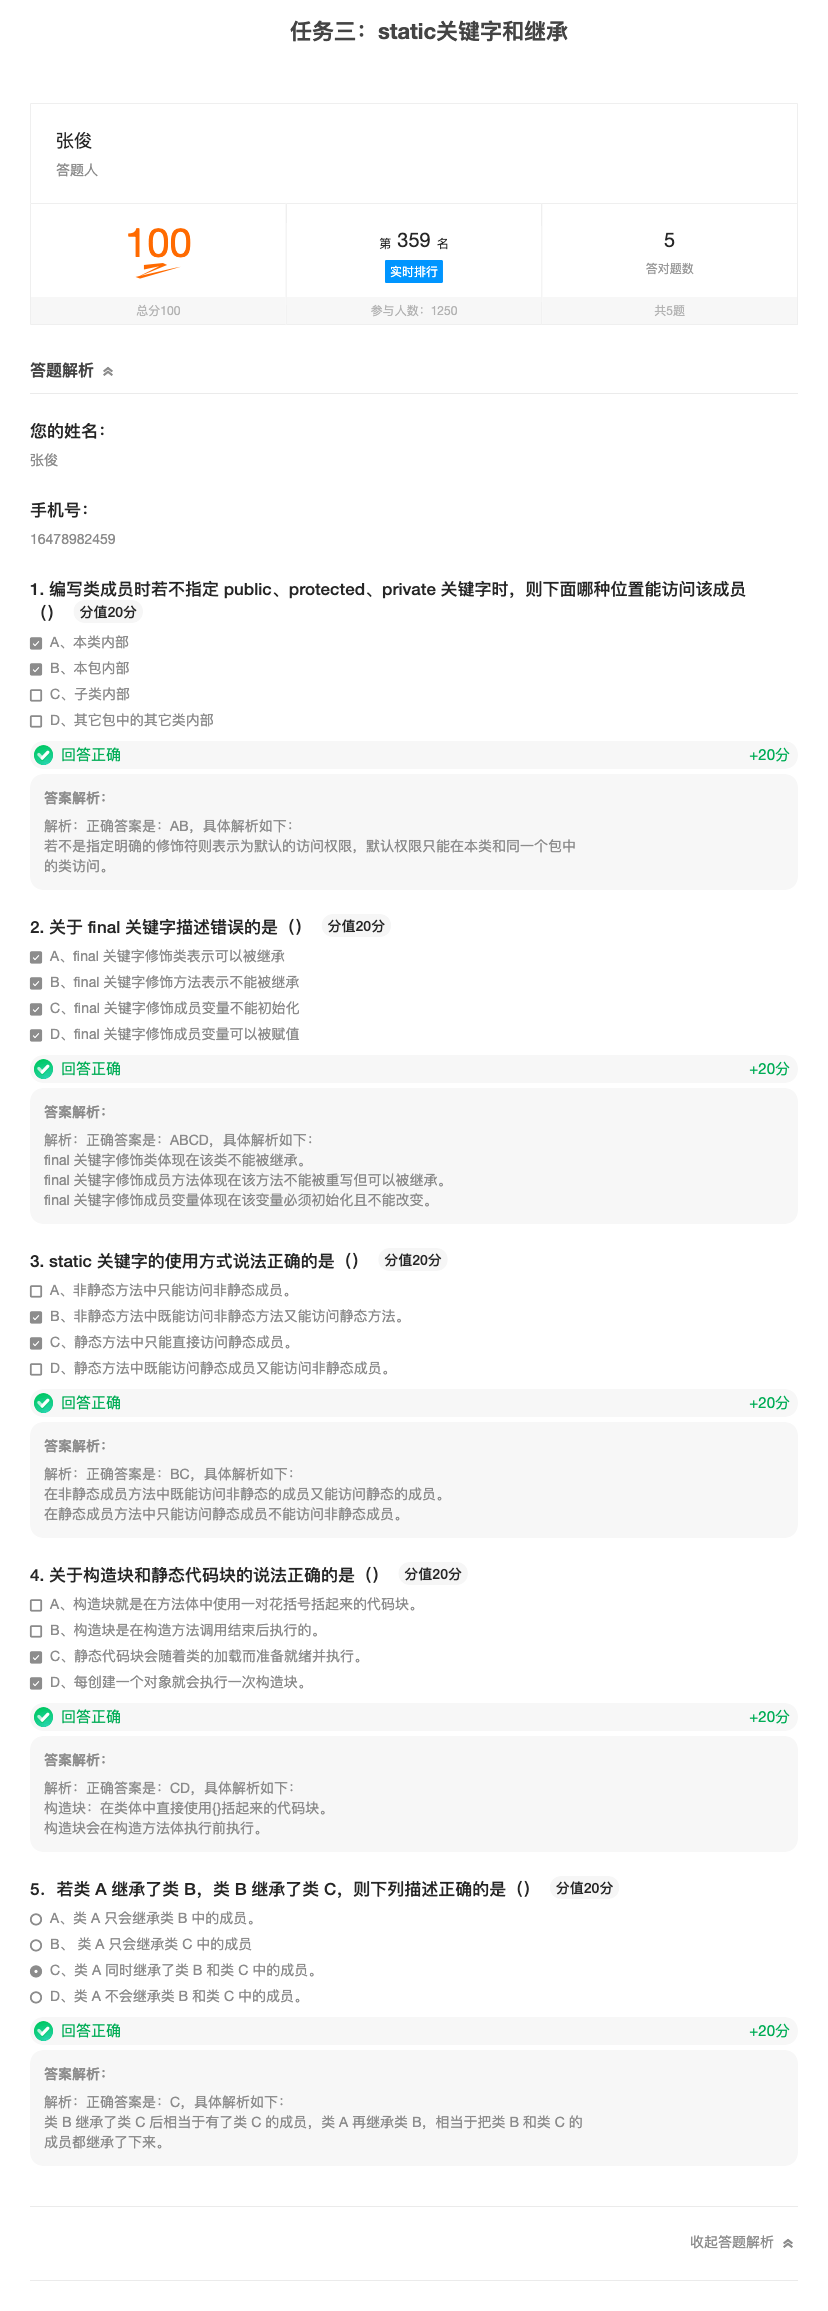 任务三：static关键字和继承
张俊
答题人
100
第 359 名
实时排行
5
答对题数
总分100
参与人数：1250
共5题
答题解析
您的姓名：
张俊
手机号：
16478982459
1. 编写类成员时若不指定 public、protected、private 关键字时，则下面哪种位置能访问该成员
（） 分值20分
A、本类内部
B、本包内部
C、子类内部
D、其它包中的其它类内部
回答正确 +20分
答案解析：
解析：正确答案是：AB，具体解析如下：
若不是指定明确的修饰符则表示为默认的访问权限，默认权限只能在本类和同一个包中
的类访问。
2. 关于 final 关键字描述错误的是（） 分值20分
A、final 关键字修饰类表示可以被继承
B、final 关键字修饰方法表示不能被继承
C、final 关键字修饰成员变量不能初始化
D、final 关键字修饰成员变量可以被赋值
回答正确 +20分
答案解析：
解析：正确答案是：ABCD，具体解析如下：
final 关键字修饰类体现在该类不能被继承。
final 关键字修饰成员方法体现在该方法不能被重写但可以被继承。
final 关键字修饰成员变量体现在该变量必须初始化且不能改变。
3. static 关键字的使用方式说法正确的是（） 分值20分
A、非静态方法中只能访问非静态成员。
B、非静态方法中既能访问非静态方法又能访问静态方法。
C、静态方法中只能直接访问静态成员。
D、静态方法中既能访问静态成员又能访问非静态成员。
回答正确 +20分
答案解析：
解析：正确答案是：BC，具体解析如下：
在非静态成员方法中既能访问非静态的成员又能访问静态的成员。
在静态成员方法中只能访问静态成员不能访问非静态成员。
4. 关于构造块和静态代码块的说法正确的是（） 分值20分
A、构造块就是在方法体中使用一对花括号括起来的代码块。
B、构造块是在构造方法调用结束后执行的。
C、静态代码块会随着类的加载而准备就绪并执行。
D、每创建一个对象就会执行一次构造块。
回答正确 +20分
答案解析：
解析：正确答案是：CD，具体解析如下：
构造块：在类体中直接使用{}括起来的代码块。
构造块会在构造方法体执行前执行。
5. 若类 A 继承了类 B，类 B 继承了类 C，则下列描述正确的是（） 分值20分
A、类 A 只会继承类 B 中的成员。
B、 类 A 只会继承类 C 中的成员
C、类 A 同时继承了类 B 和类 C 中的成员。
D、类 A 不会继承类 B 和类 C 中的成员。
回答正确 +20分
答案解析：
解析：正确答案是：C，具体解析如下：
类 B 继承了类 C 后相当于有了类 C 的成员，类 A 再继承类 B，相当于把类 B 和类 C 的
成员都继承了下来。
收起答题解析